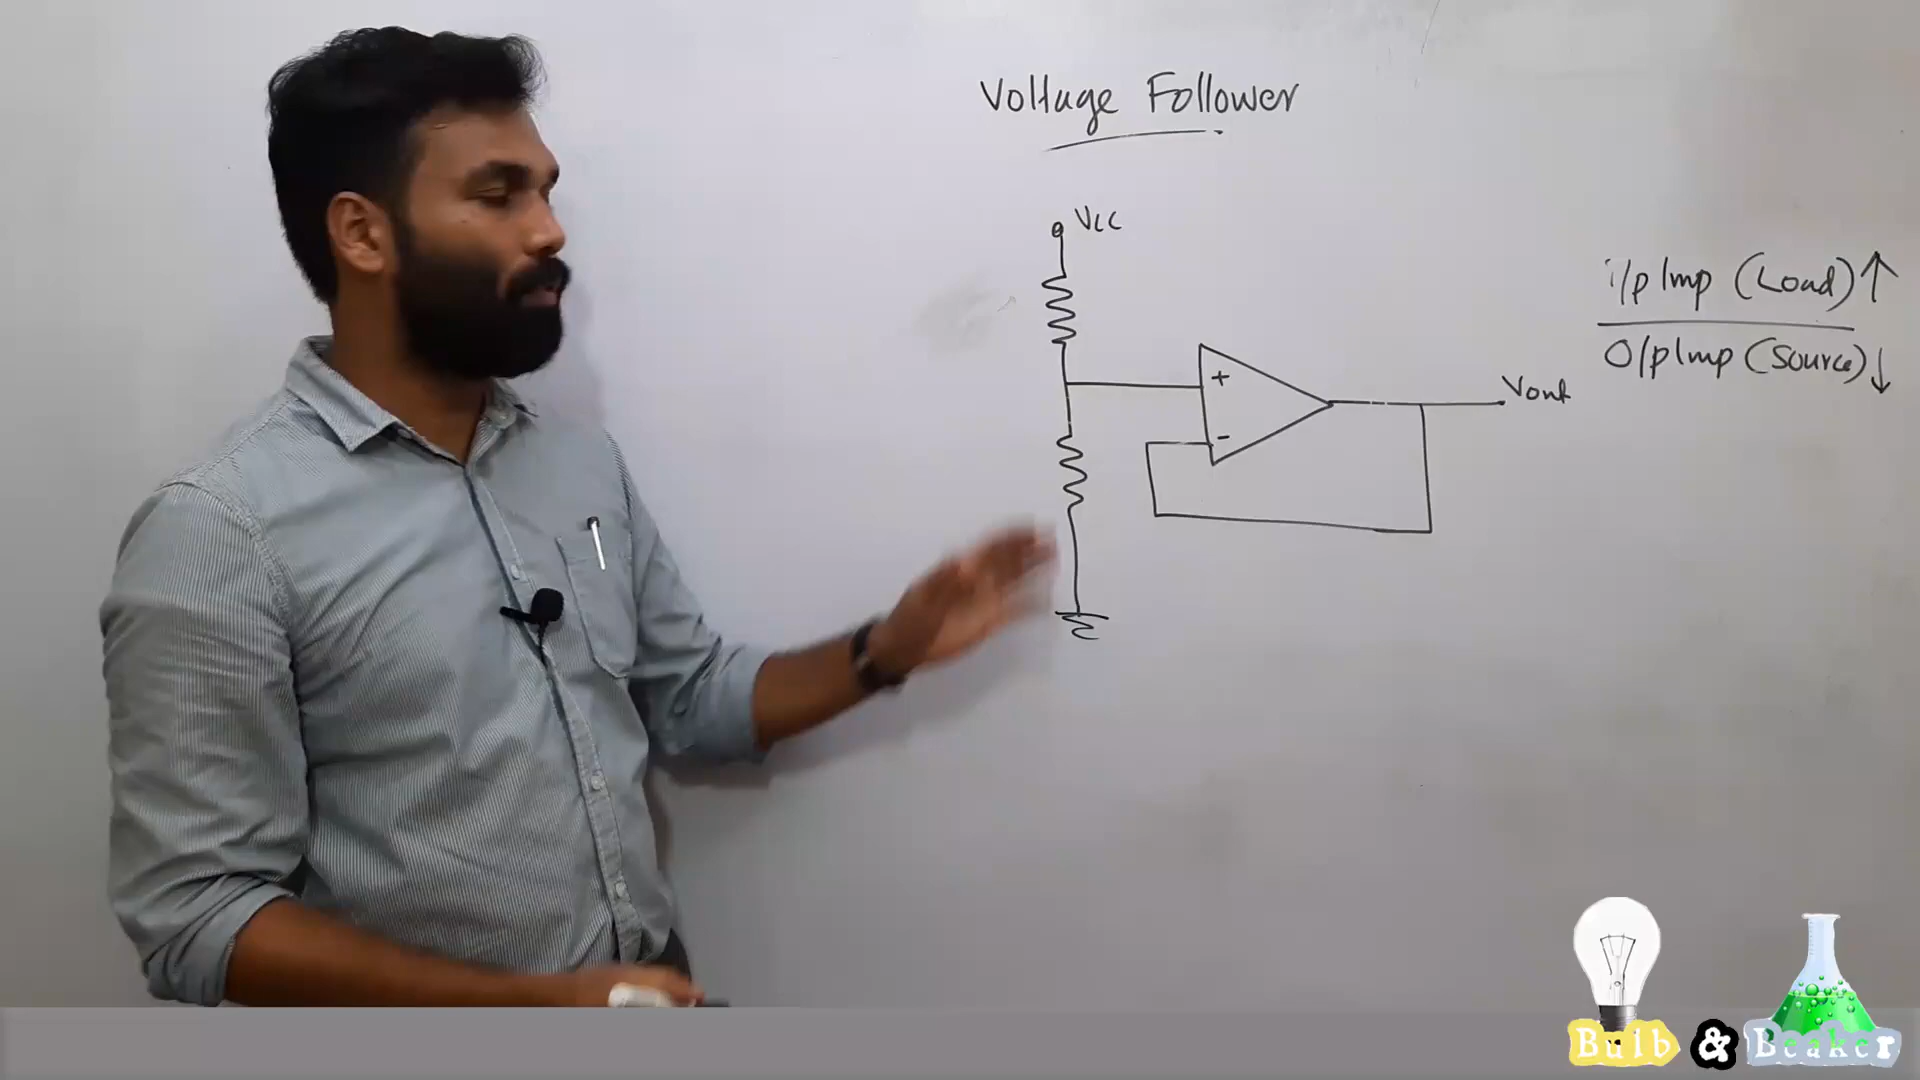 Voltage Follower
Vcc
+
-
Vout
I/p Imp (Load) ↑
O/p Imp (Source) ↓
Bulb & Beaker